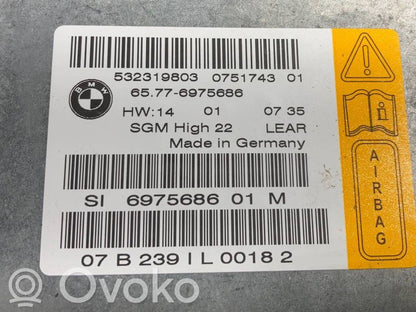 532319803 0751743 01
BMW
65.77-6975686
HW:14 01 07 35
SGM High 22 LEAR
Made in Germany
SI 6975686 01 M
07 B 239 I L 0018 2
AIRBAG
Ovoko